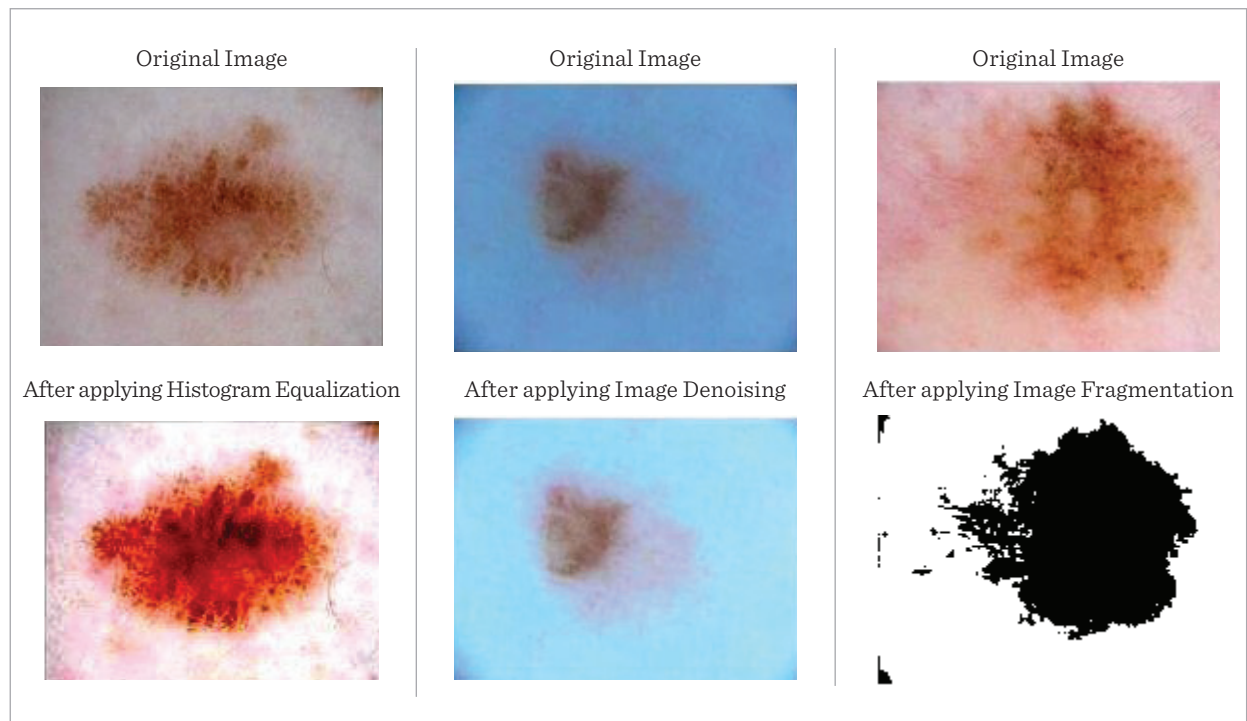 Original Image
After applying Histogram Equalization
Original Image
After applying Image Denoising
Original Image
After applying Image Fragmentation